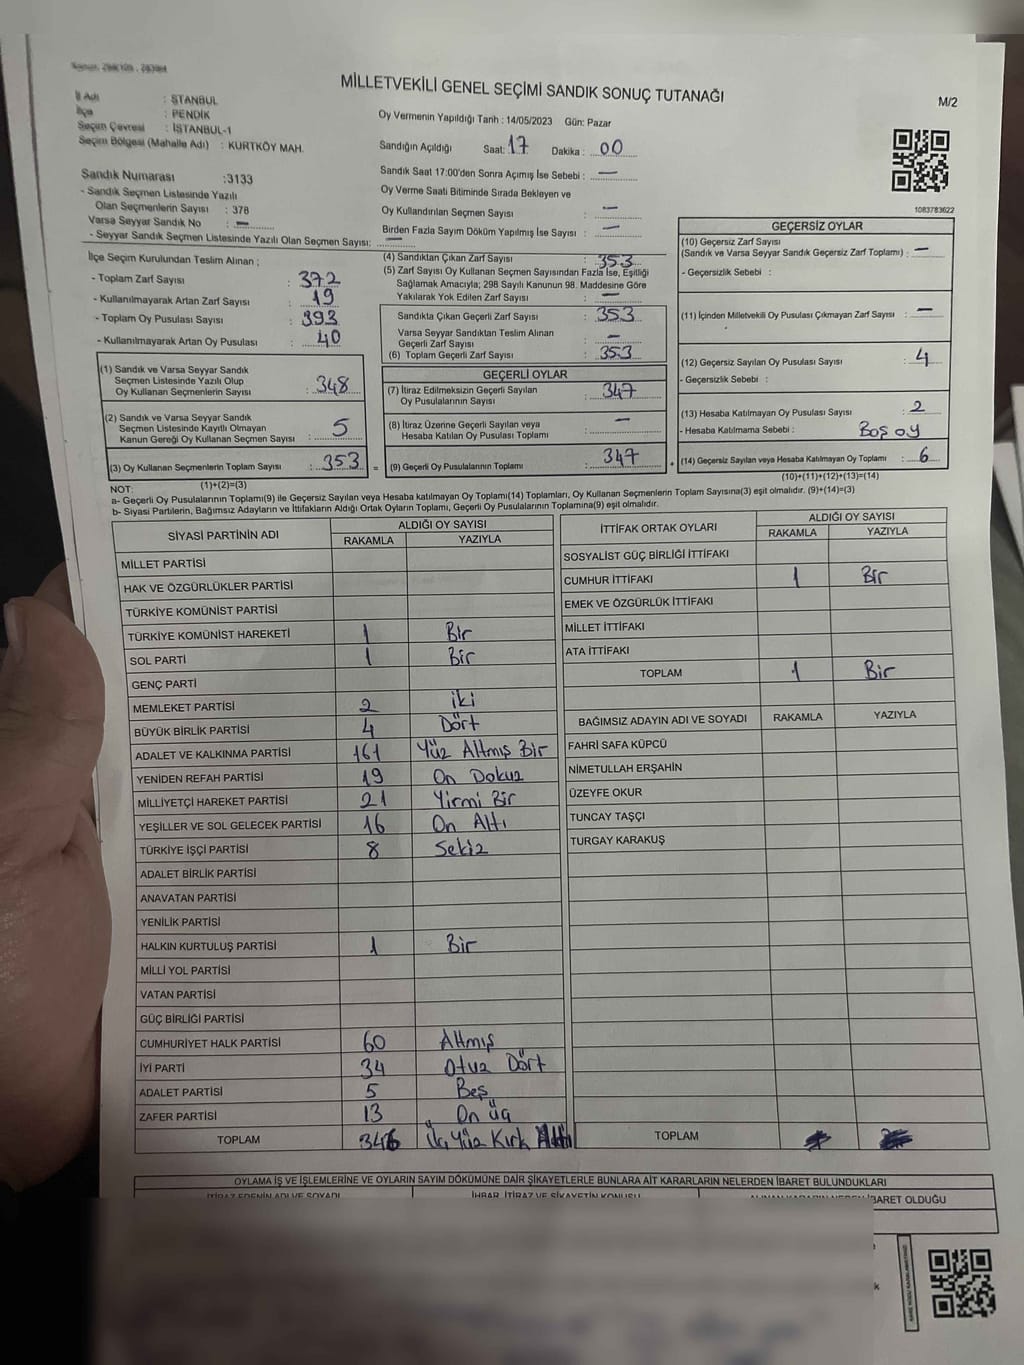 MİLLETVEKİLİ GENEL SEÇİMİ SANDIK SONUÇ TUTANAĞI
M/2
İl Adı : İSTANBUL
İlçe : PENDİK
Seçim Çevresi : İSTANBUL-1
Seçim Bölgesi (Mahalle Adı) : KURTKÖY MAH.
Oy Vermenin Yapıldığı Tarih : 14/05/2023 Gün: Pazar
Sandığın Açıldığı Saat: 17 Dakika : 00
Sandık Saat 17:00'den Sonra Açımış İse Sebebi : —
Oy Verme Saati Bitiminde Sırada Bekleyen ve
Oy Kullandırılan Seçmen Sayısı : —
Birden Fazla Sayım Döküm Yapılmış İse Sayısı : —
1083783622
Sandık Numarası :3133
- Sandık Seçmen Listesinde Yazılı
Olan Seçmenlerin Sayısı : 378
Varsa Seyyar Sandık No : —
- Seyyar Sandık Seçmen Listesinde Yazılı Olan Seçmen Sayısı: —
İlçe Seçim Kurulundan Teslim Alınan ;
- Toplam Zarf Sayısı : 372
- Kullanılmayarak Artan Zarf Sayısı : 19
- Toplam Oy Pusulası Sayısı : 393
- Kullanılmayarak Artan Oy Pusulası : 40
(1) Sandık ve Varsa Seyyar Sandık
Seçmen Listesinde Yazılı Olup
Oy Kullanan Seçmenlerin Sayısı : 348
(2) Sandık ve Varsa Seyyar Sandık
Seçmen Listesinde Kayıtlı Olmayan
Kanun Gereği Oy Kullanan Seçmen Sayısı : 5
(3) Oy Kullanan Seçmenlerin Toplam Sayısı : 353
(1)+(2)=(3)
(4) Sandıktan Çıkan Zarf Sayısı : 353
(5) Zarf Sayısı Oy Kullanan Seçmen Sayısından Fazla İse, Eşitliği
Sağlamak Amacıyla; 298 Sayılı Kanunun 98. Maddesine Göre
Yakılarak Yok Edilen Zarf Sayısı : —
Sandıkta Çıkan Geçerli Zarf Sayısı : 353
Varsa Seyyar Sandıktan Teslim Alınan
Geçerli Zarf Sayısı : —
(6) Toplam Geçerli Zarf Sayısı : 353
GEÇERLİ OYLAR
(7) İtiraz Edilmeksizin Geçerli Sayılan
Oy Pusulalarının Sayısı : 347
(8) İtiraz Üzerine Geçerli Sayılan veya
Hesaba Katılan Oy Pusulası Toplamı : —
= (9) Geçerli Oy Pusulalarının Toplamı : 347
GEÇERSİZ OYLAR
(10) Geçersiz Zarf Sayısı
(Sandık ve Varsa Seyyar Sandık Geçersiz Zarf Toplamı) : —
- Geçersizlik Sebebi :
(11) İçinden Milletvekili Oy Pusulası Çıkmayan Zarf Sayısı : —
(12) Geçersiz Sayılan Oy Pusulası Sayısı : 4
- Geçersizlik Sebebi :
(13) Hesaba Katılmayan Oy Pusulası Sayısı : 2
- Hesaba Katılmama Sebebi : Boş oy
+ (14) Geçersiz Sayılan veya Hesaba Katılmayan Oy Toplamı : 6
(10)+(11)+(12)+(13)=(14)
NOT:
a- Geçerli Oy Pusulalarının Toplamı(9) ile Geçersiz Sayılan veya Hesaba katılmayan Oy Toplamı(14) Toplamları, Oy Kullanan Seçmenlerin Toplam Sayısına(3) eşit olmalıdır. (9)+(14)=(3)
b- Siyasi Partilerin, Bağımsız Adayların ve İttifakların Aldığı Ortak Oyların Toplamı, Geçerli Oy Pusulalarının Toplamına(9) eşit olmalıdır.
SİYASİ PARTİNİN ADI ALDIĞI OY SAYISI
RAKAMLA YAZIYLA
MİLLET PARTİSİ
HAK VE ÖZGÜRLÜKLER PARTİSİ
TÜRKİYE KOMÜNİST PARTİSİ
TÜRKİYE KOMÜNİST HAREKETİ 1 Bir
SOL PARTİ 1 Bir
GENÇ PARTİ
MEMLEKET PARTİSİ 2 iki
BÜYÜK BİRLİK PARTİSİ 4 Dört
ADALET VE KALKINMA PARTİSİ 161 Yüz Altmış Bir
YENİDEN REFAH PARTİSİ 19 On Dokuz
MİLLİYETÇİ HAREKET PARTİSİ 21 Yirmi Bir
YEŞİLLER VE SOL GELECEK PARTİSİ 16 On Altı
TÜRKİYE İŞÇİ PARTİSİ 8 Sekiz
ADALET BİRLİK PARTİSİ
ANAVATAN PARTİSİ
YENİLİK PARTİSİ
HALKIN KURTULUŞ PARTİSİ 1 Bir
MİLLİ YOL PARTİSİ
VATAN PARTİSİ
GÜÇ BİRLİĞİ PARTİSİ
CUMHURİYET HALK PARTİSİ 60 Altmış
İYİ PARTİ 34 Otuz Dört
ADALET PARTİSİ 5 Beş
ZAFER PARTİSİ 13 On üç
TOPLAM 346 Üç Yüz Kırk Altı
İTTİFAK ORTAK OYLARI ALDIĞI OY SAYISI
RAKAMLA YAZIYLA
SOSYALİST GÜÇ BİRLİĞİ İTTİFAKI
CUMHUR İTTİFAKI 1 Bir
EMEK VE ÖZGÜRLÜK İTTİFAKI
MİLLET İTTİFAKI
ATA İTTİFAKI
TOPLAM 1 Bir
BAĞIMSIZ ADAYIN ADI VE SOYADI RAKAMLA YAZIYLA
FAHRİ SAFA KÜPCÜ
NİMETULLAH ERŞAHİN
ÜZEYFE OKUR
TUNCAY TAŞÇI
TURGAY KARAKUŞ
TOPLAM
OYLAMA İŞ VE İŞLEMLERİNE VE OYLARIN SAYIM DÖKÜMÜNE DAİR ŞİKAYETLERLE BUNLARA AİT KARARLARIN NELERDEN İBARET BULUNDUKLARI
İTİRAZ EDENİN ADI VE SOYADI İHBAR, İTİRAZ VE ŞİKAYETİN KONUSU İBARET OLDUĞU